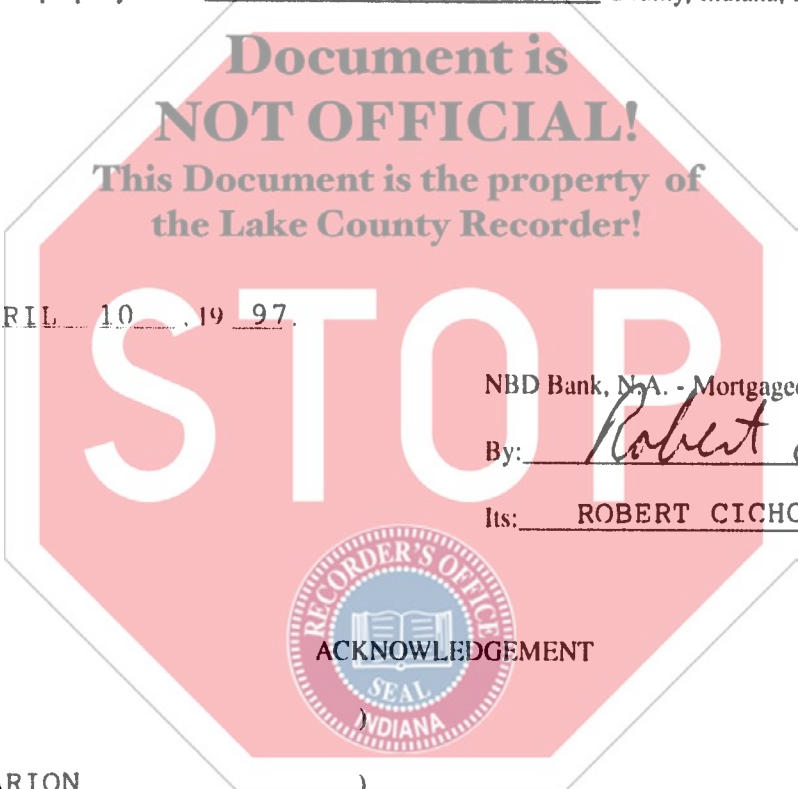 Document is
NOT OFFICIAL!
This Document is the property of
the Lake County Recorder!
STOP
RIL 10 , 19 97.
NBD Bank, N.A. - Mortgagee
By: Robert
Its: ROBERT CICHO
RECORDER'S OFFICE
ACKNOWLEDGEMENT
SEAL
)
INDIANA
ARION )